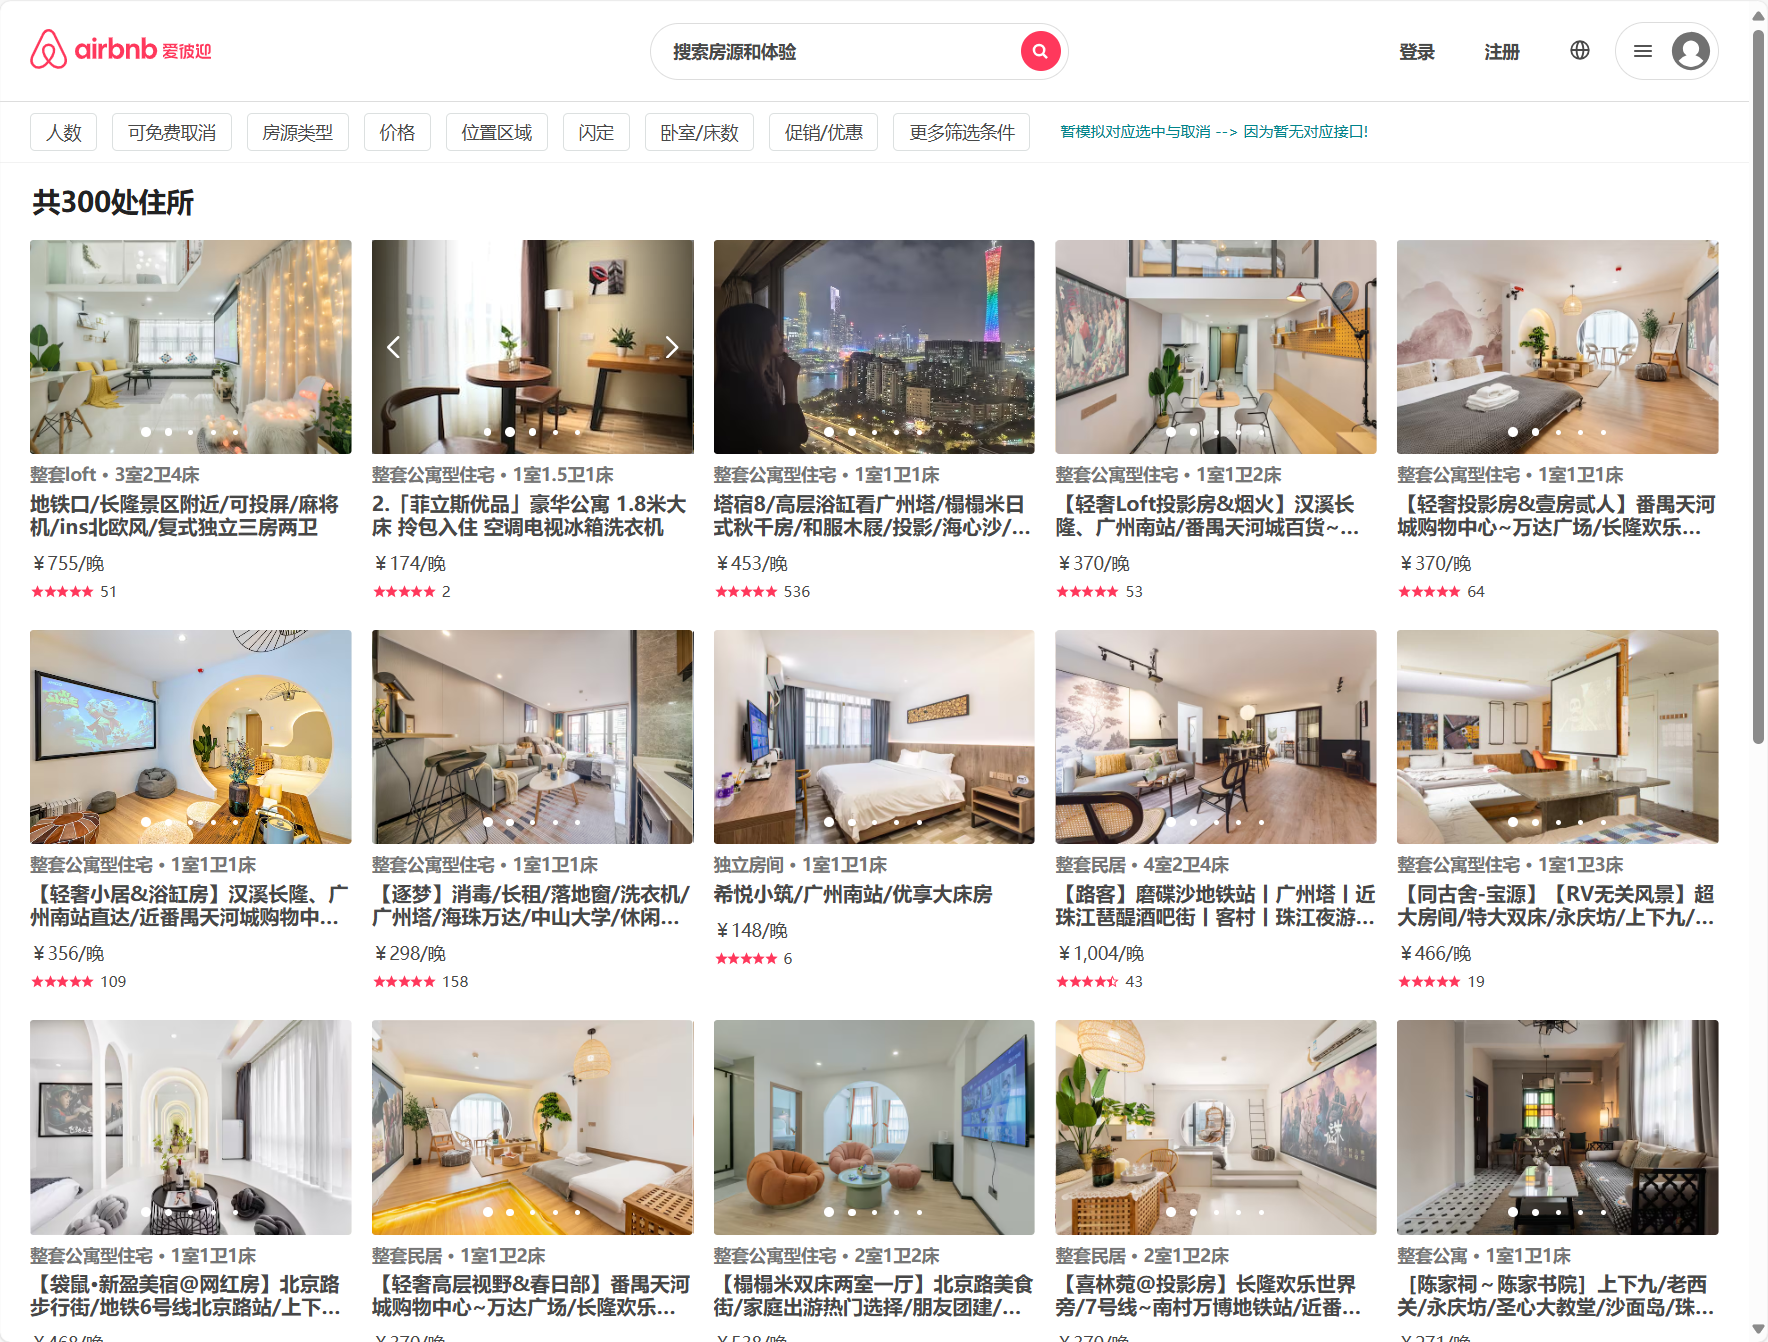 airbnb 爱彼迎
搜索房源和体验
登录
注册
人数
可免费取消
房源类型
价格
位置区域
闪定
卧室/床数
促销/优惠
更多筛选条件
暂模拟对应选中与取消 --> 因为暂无对应接口!
共300处住所
整套loft • 3室2卫4床
地铁口/长隆景区附近/可投屏/麻将
机/ins北欧风/复式独立三房两卫
￥755/晚
51
整套公寓型住宅 • 1室1.5卫1床
2.「菲立斯优品」豪华公寓 1.8米大
床 拎包入住 空调电视冰箱洗衣机
￥174/晚
2
整套公寓型住宅 • 1室1卫1床
塔宿8/高层浴缸看广州塔/榻榻米日
式秋千房/和服木屐/投影/海心沙/...
￥453/晚
536
整套公寓型住宅 • 1室1卫2床
【轻奢Loft投影房&烟火】汉溪长
隆、广州南站/番禺天河城百货~...
￥370/晚
53
整套公寓型住宅 • 1室1卫1床
【轻奢投影房&壹房贰人】番禺天河
城购物中心~万达广场/长隆欢乐...
￥370/晚
64
整套公寓型住宅 • 1室1卫1床
【轻奢小居&浴缸房】汉溪长隆、广
州南站直达/近番禺天河城购物中...
￥356/晚
109
整套公寓型住宅 • 1室1卫1床
【逐梦】消毒/长租/落地窗/洗衣机/
广州塔/海珠万达/中山大学/休闲...
￥298/晚
158
独立房间 • 1室1卫1床
希悦小筑/广州南站/优享大床房
￥148/晚
6
整套民居 • 4室2卫4床
【路客】磨碟沙地铁站丨广州塔丨近
珠江琶醍酒吧街丨客村丨珠江夜游...
￥1,004/晚
43
整套公寓型住宅 • 1室1卫3床
【同古舍-宝源】【RV无关风景】超
大房间/特大双床/永庆坊/上下九/...
￥466/晚
19
整套公寓型住宅 • 1室1卫1床
【袋鼠·新盈美宿@网红房】北京路
步行街/地铁6号线北京路站/上下...
￥468/晚
整套民居 • 1室1卫2床
【轻奢高层视野&春日部】番禺天河
城购物中心~万达广场/长隆欢乐...
￥370/晚
整套公寓型住宅 • 2室1卫2床
【榻榻米双床两室一厅】北京路美食
街/家庭出游热门选择/朋友团建/...
￥538/晚
整套民居 • 2室1卫2床
【喜林苑@投影房】长隆欢乐世界
旁/7号线~南村万博地铁站/近番...
￥370/晚
整套公寓 • 1室1卫1床
［陈家祠～陈家书院］上下九/老西
关/永庆坊/圣心大教堂/沙面岛/珠...
￥271/晚